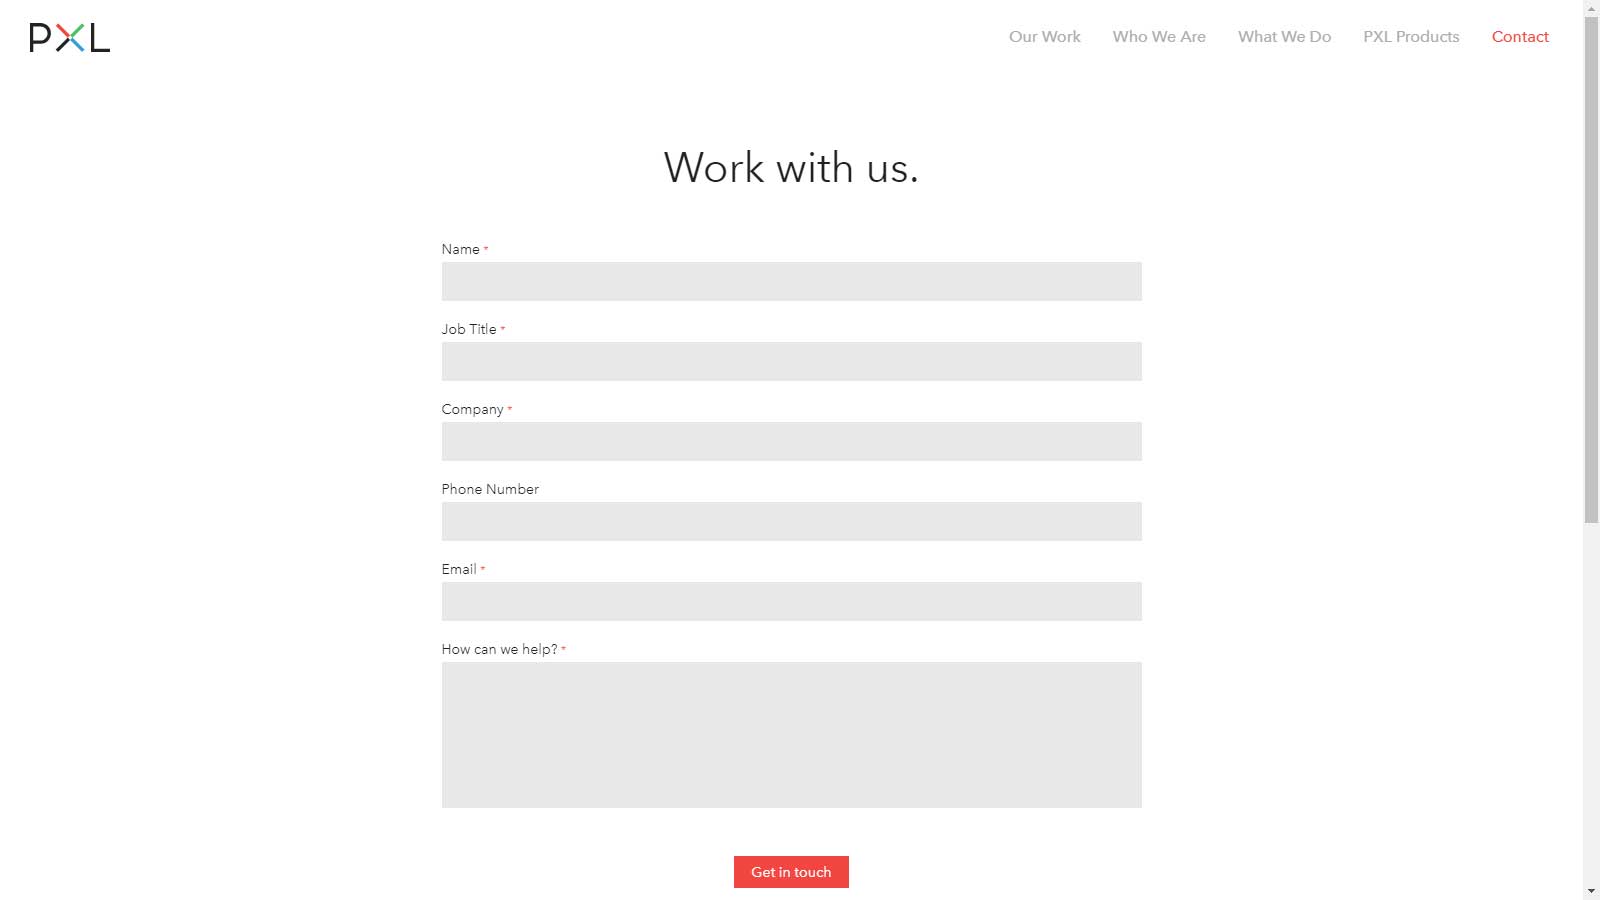 PXL
Our Work Who We Are What We Do PXL Products Contact
Work with us.
Name *
Job Title *
Company *
Phone Number
Email *
How can we help? *
Get in touch